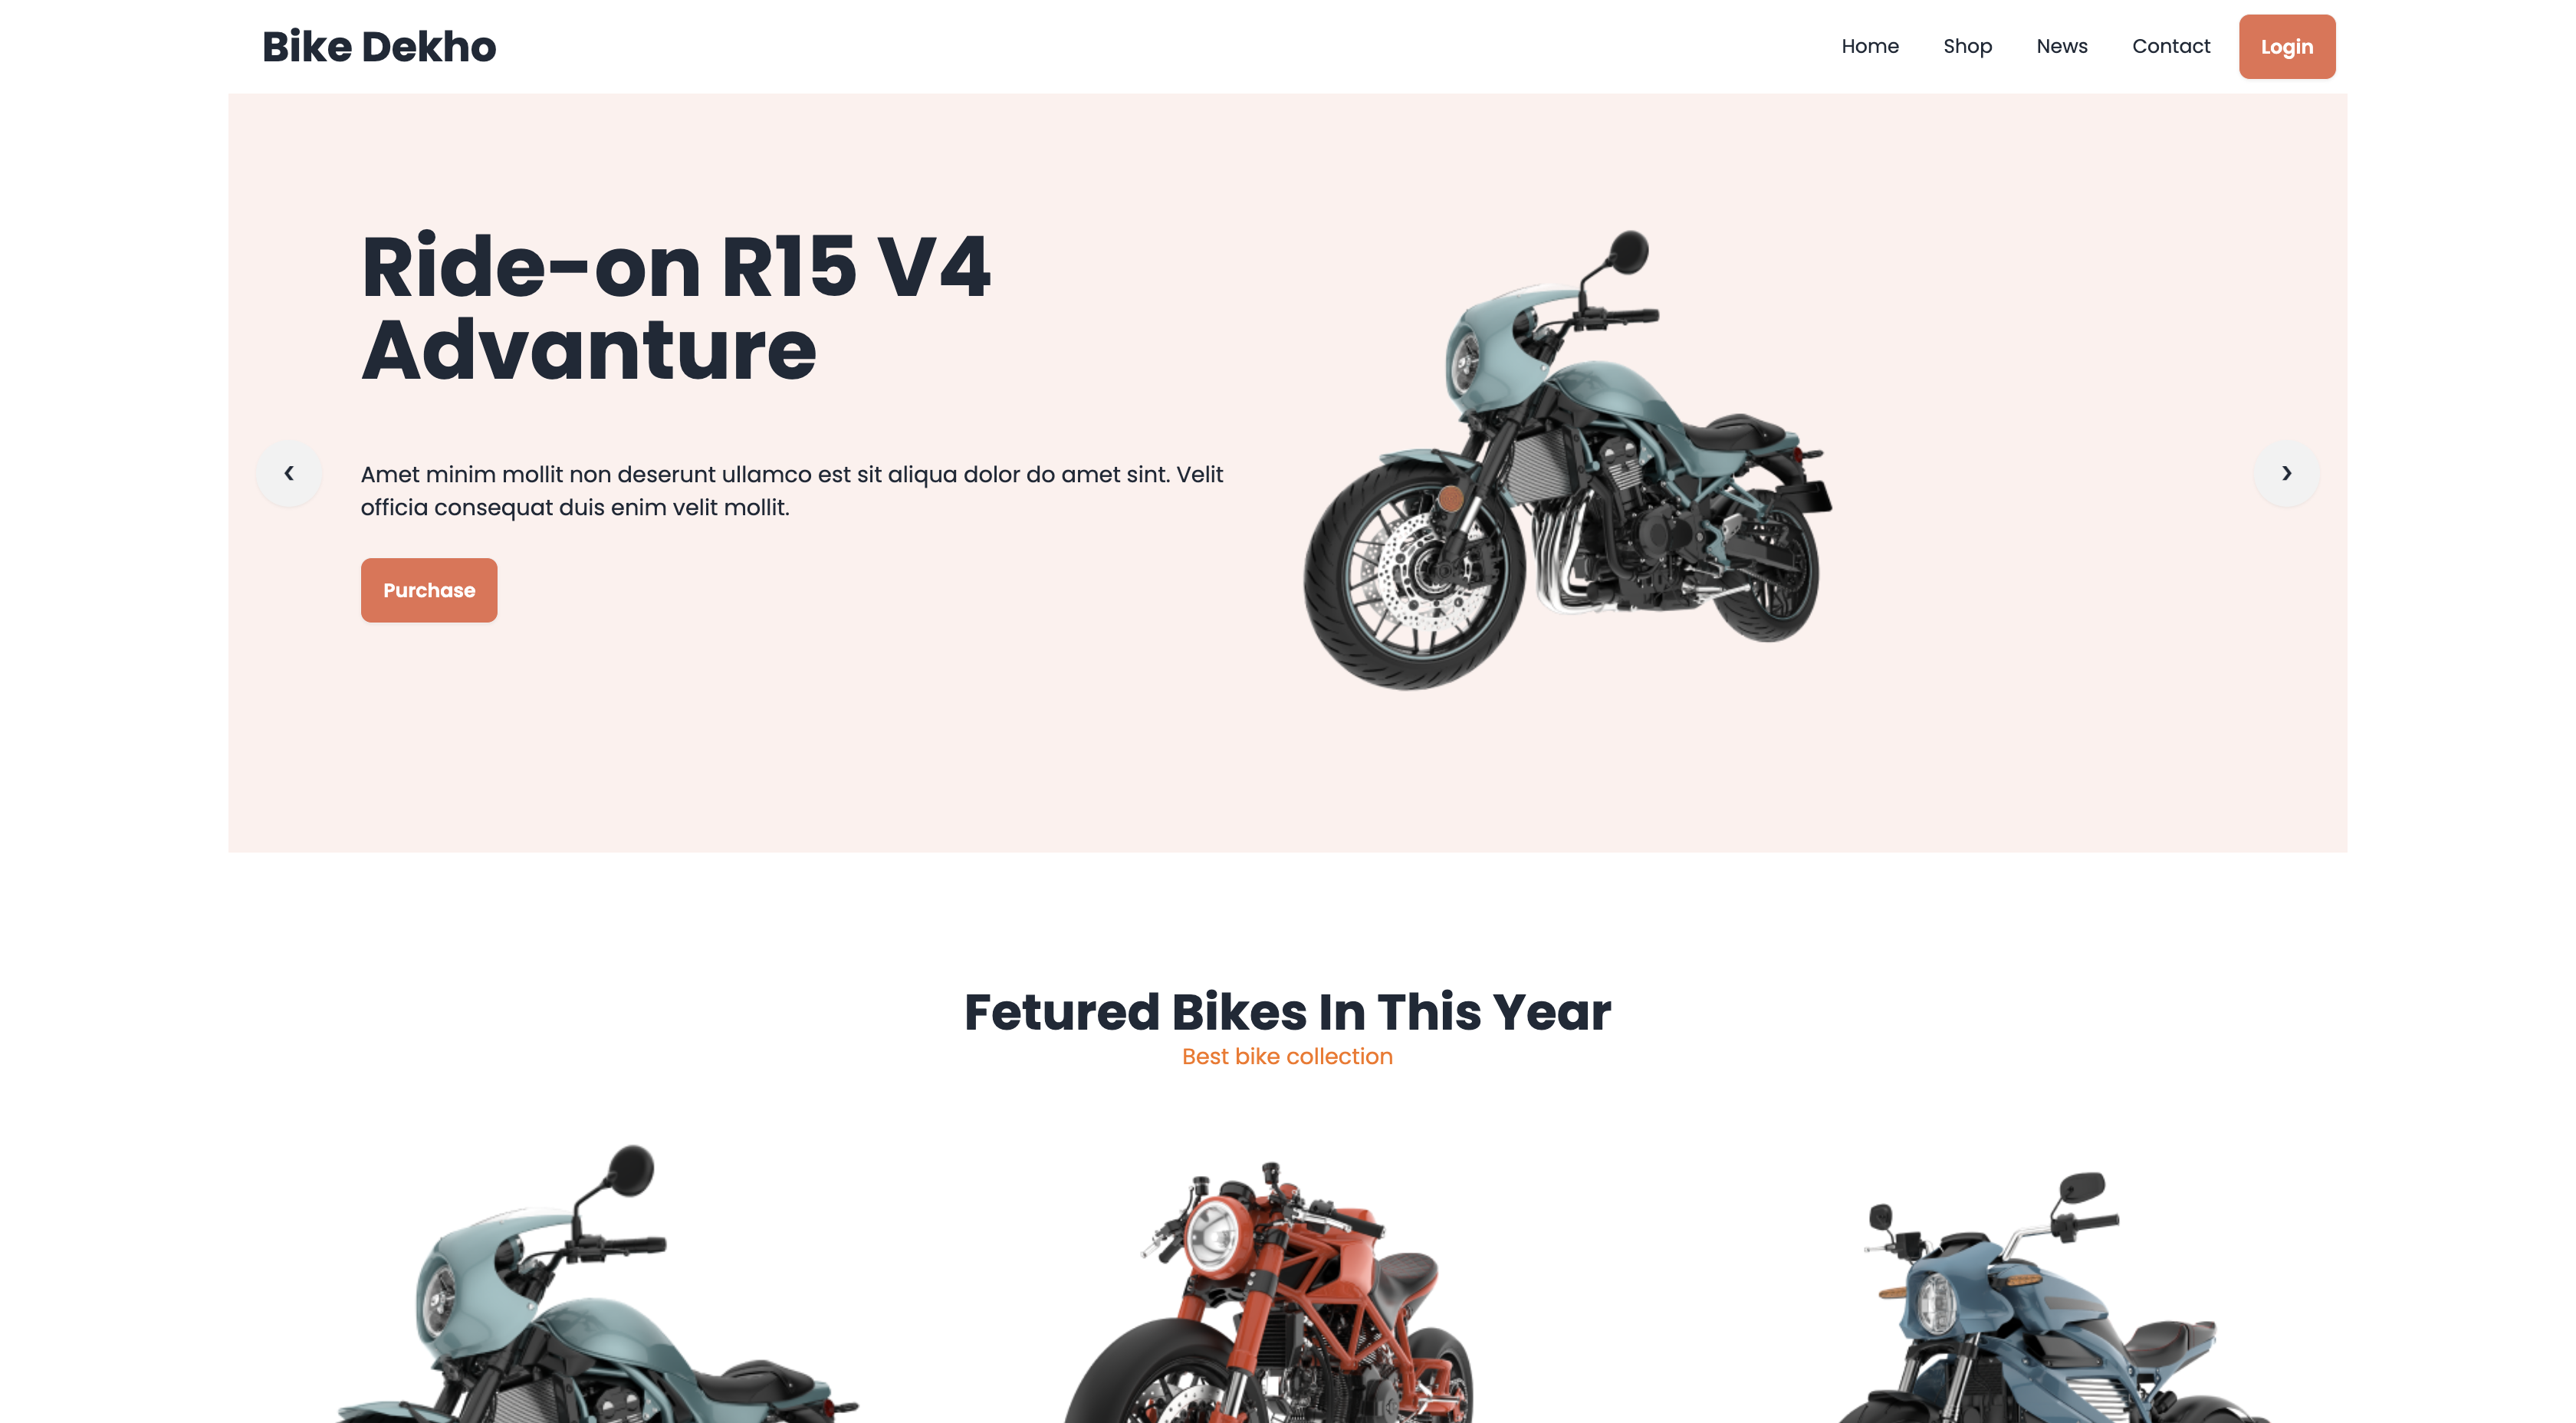 Bike Dekho
Home
Shop
News
Contact
Login
Ride-on R15 V4
Advanture
Amet minim mollit non deserunt ullamco est sit aliqua dolor do amet sint. Velit
officia consequat duis enim velit mollit.
Purchase
Fetured Bikes In This Year
Best bike collection